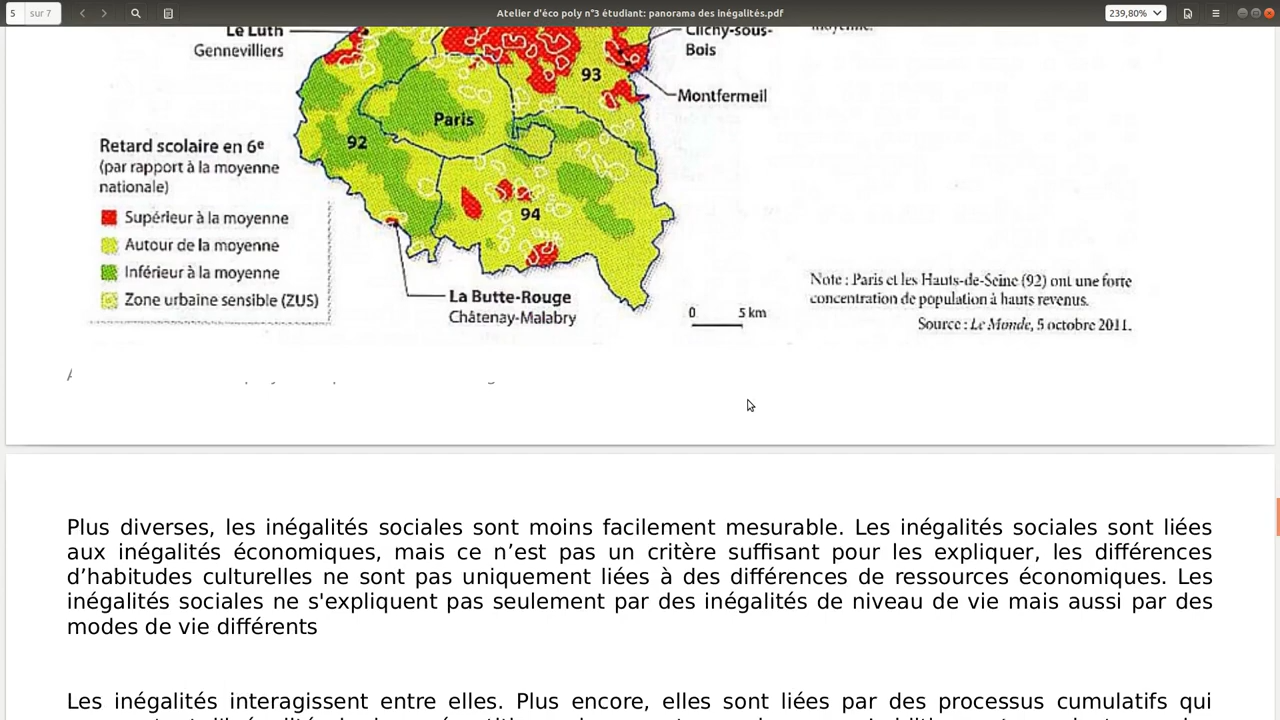 5 sur 7 Atelier d'éco poly n°3 étudiant: panorama des inégalités.pdf 239,80%
Le Luth
Gennevilliers
Clichy-sous-
Bois
moyenne.
93
Montfermeil
Paris
92
Retard scolaire en 6e
(par rapport à la moyenne
nationale)
Supérieur à la moyenne
Autour de la moyenne
Inférieur à la moyenne
Zone urbaine sensible (ZUS)
94
La Butte-Rouge
Châtenay-Malabry
0 5 km
Note : Paris et les Hauts-de-Seine (92) ont une forte
concentration de population à hauts revenus.
Source : Le Monde, 5 octobre 2011.
Plus diverses, les inégalités sociales sont moins facilement mesurable. Les inégalités sociales sont liées
aux inégalités économiques, mais ce n’est pas un critère suffisant pour les expliquer, les différences
d’habitudes culturelles ne sont pas uniquement liées à des différences de ressources économiques. Les
inégalités sociales ne s'expliquent pas seulement par des inégalités de niveau de vie mais aussi par des
modes de vie différents
Les inégalités interagissent entre elles. Plus encore, elles sont liées par des processus cumulatifs qui